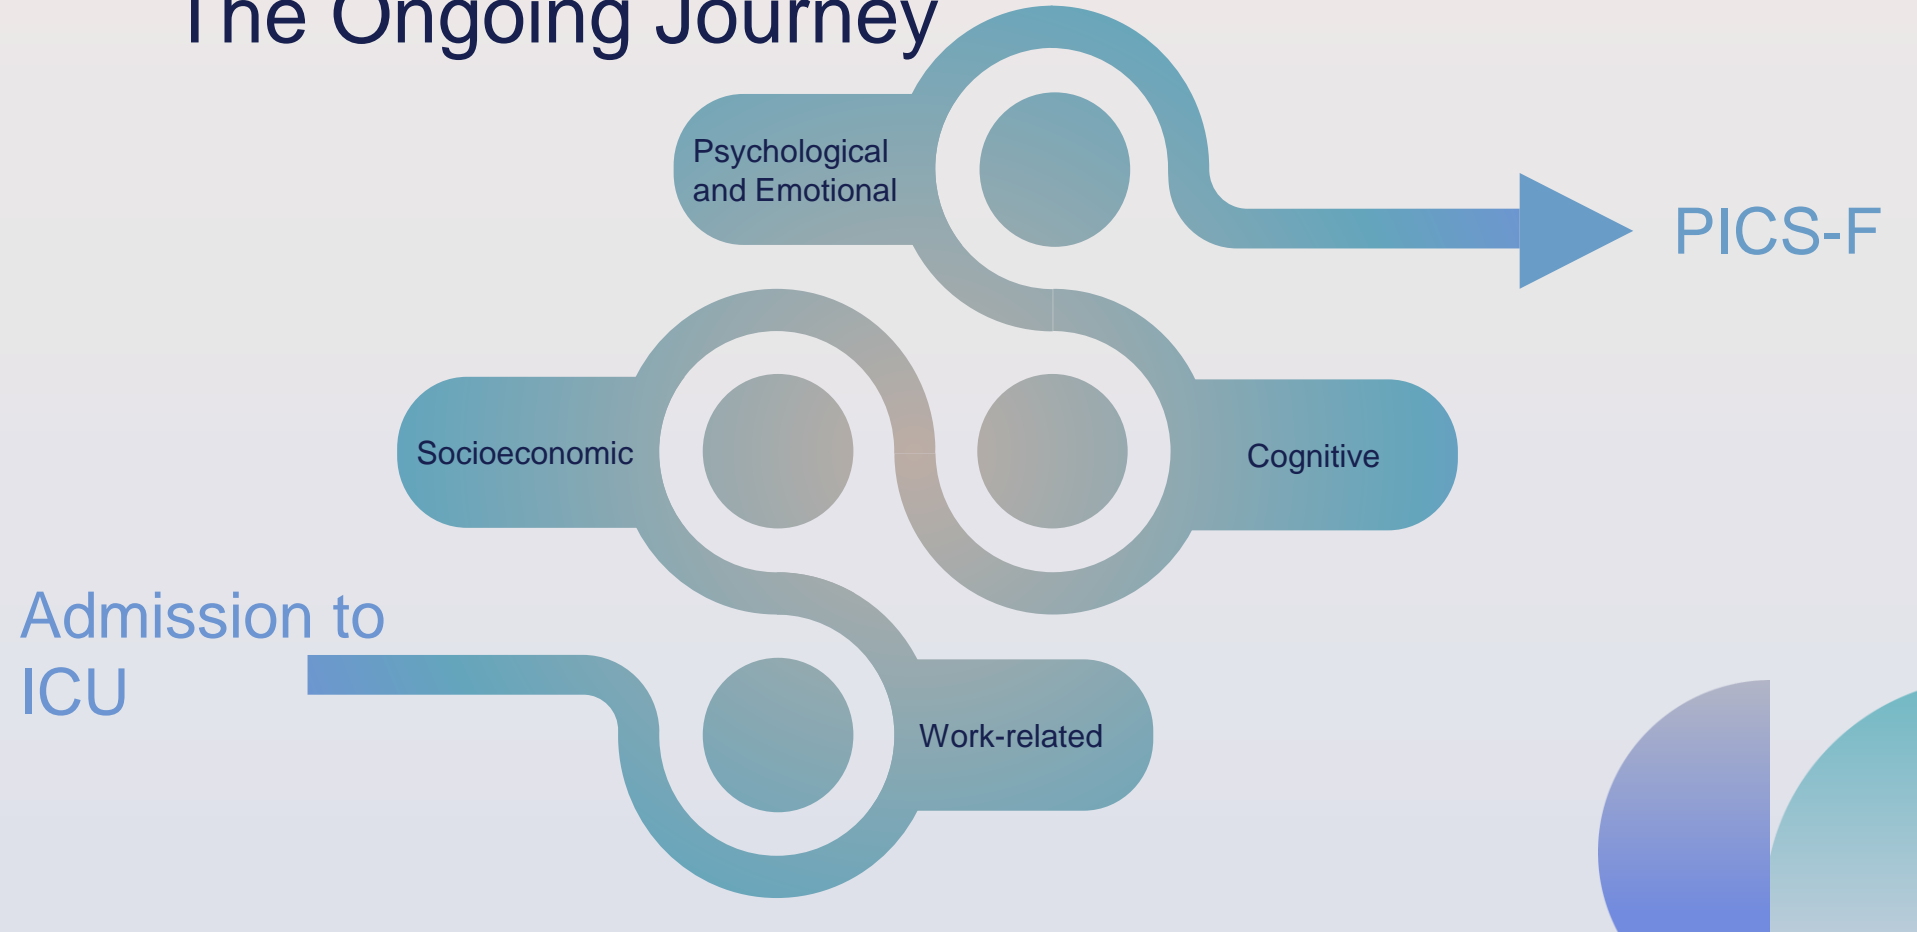 The Ongoing Journey
Psychological
and Emotional
PICS-F
Socioeconomic
Cognitive
Admission to
ICU
Work-related